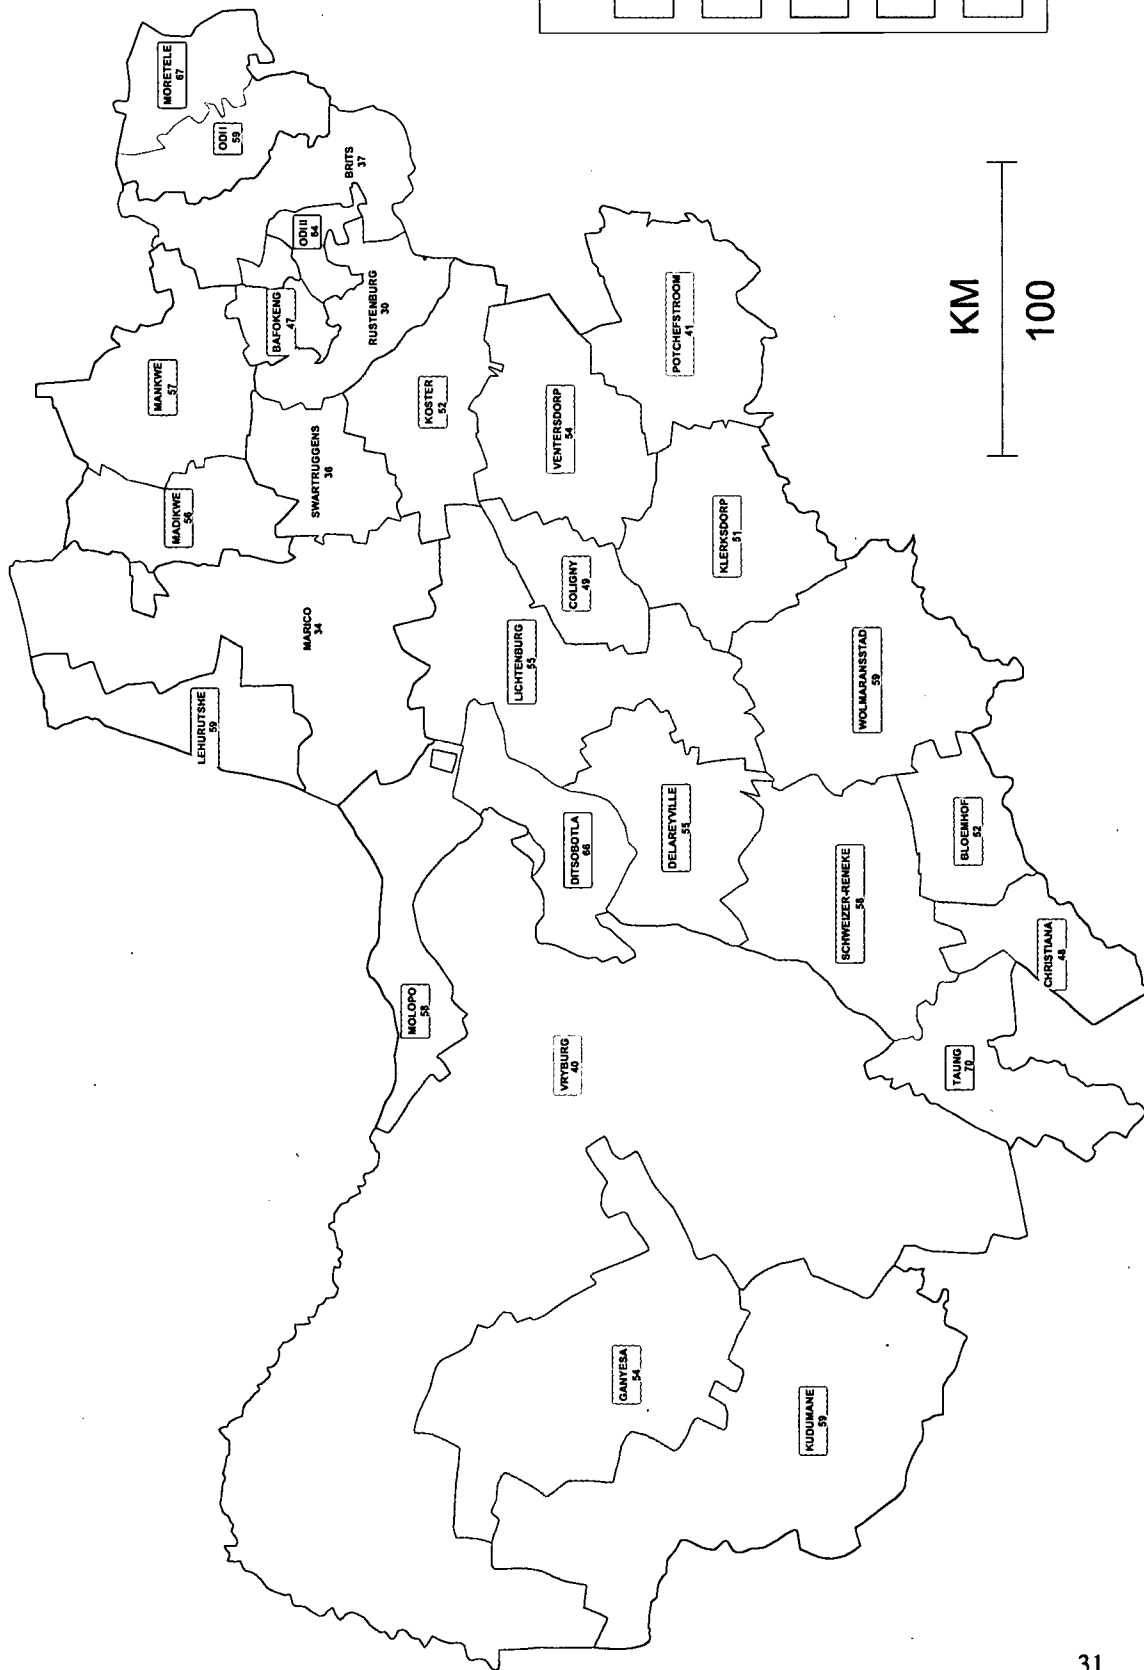 MORETELE
67
MANKWE
57
MADIKWE
56
LEHURUTSHE
59
ODI I
59
BAFOKENG
47
ODI II
64
MARICO
34
SWARTRUGGENS
36
BRITS
37
RUSTENBURG
30
MOLOPO
58
KOSTER
52
LICHTENBURG
55
VENTERSDORP
54
VRYBURG
40
DITSOBOTLA
66
COLIGNY
49
GANYESA
54
DELAREYVILLE
55
POTCHEFSTROOM
41
KLERKSDORP
51
KUDUMANE
59
SCHWEIZER-RENEKE
58
WOLMARANSSTAD
59
TAUNG
70
BLOEMHOF
52
CHRISTIANA
48
KM
100
31